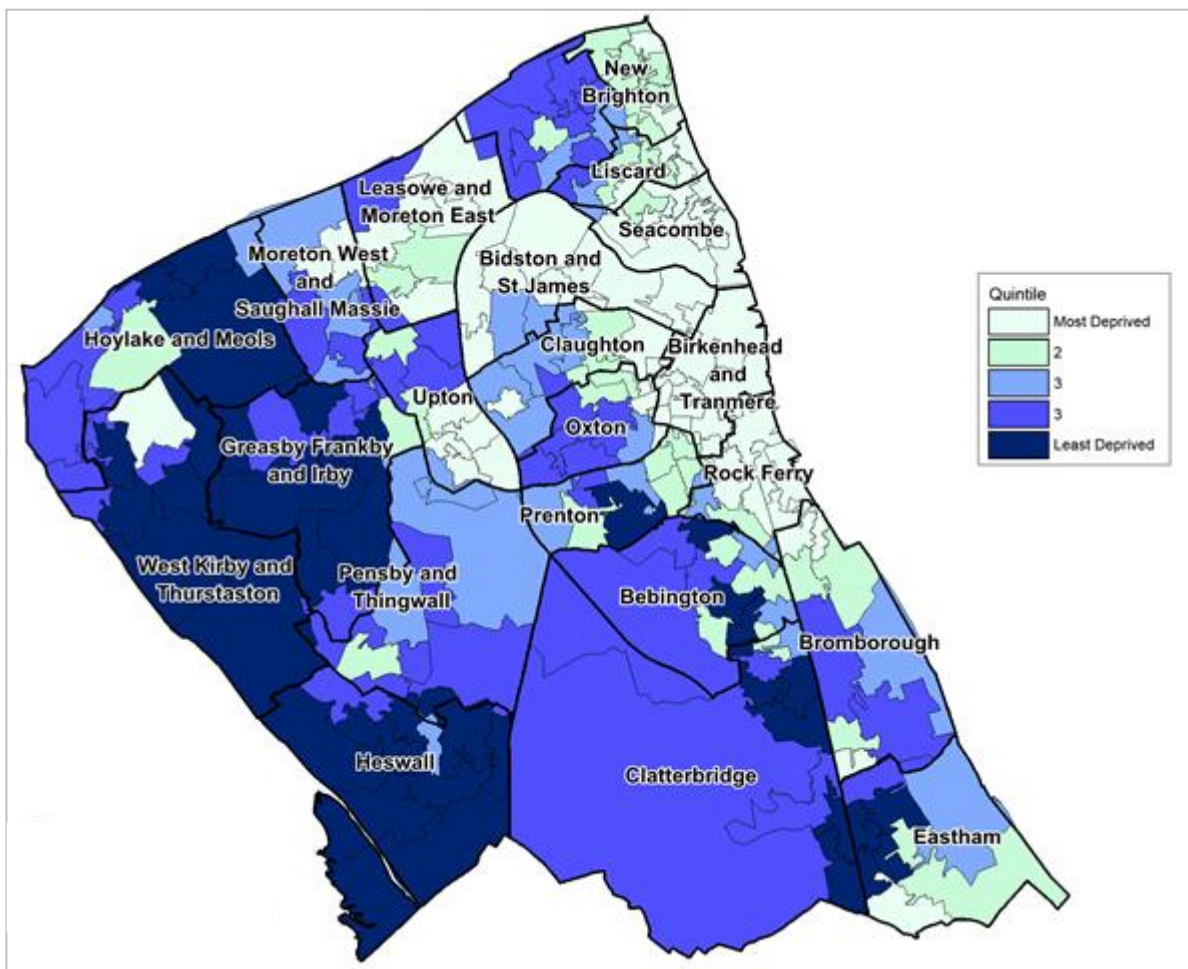 New
Brighton
Liscard
Leasowe and
Moreton East
Seacombe
Moreton West
and
Saughall Massie
Bidston and
St James
Hoylake and Meols
Claughton
Birkenhead
and
Tranmere
Upton
Oxton
Greasby Frankby
and Irby
Rock Ferry
Prenton
West Kirby and
Thurstaston
Pensby and
Thingwall
Bebington
Bromborough
Heswall
Clatterbridge
Eastham
Quintile
Most Deprived
2
3
3
Least Deprived